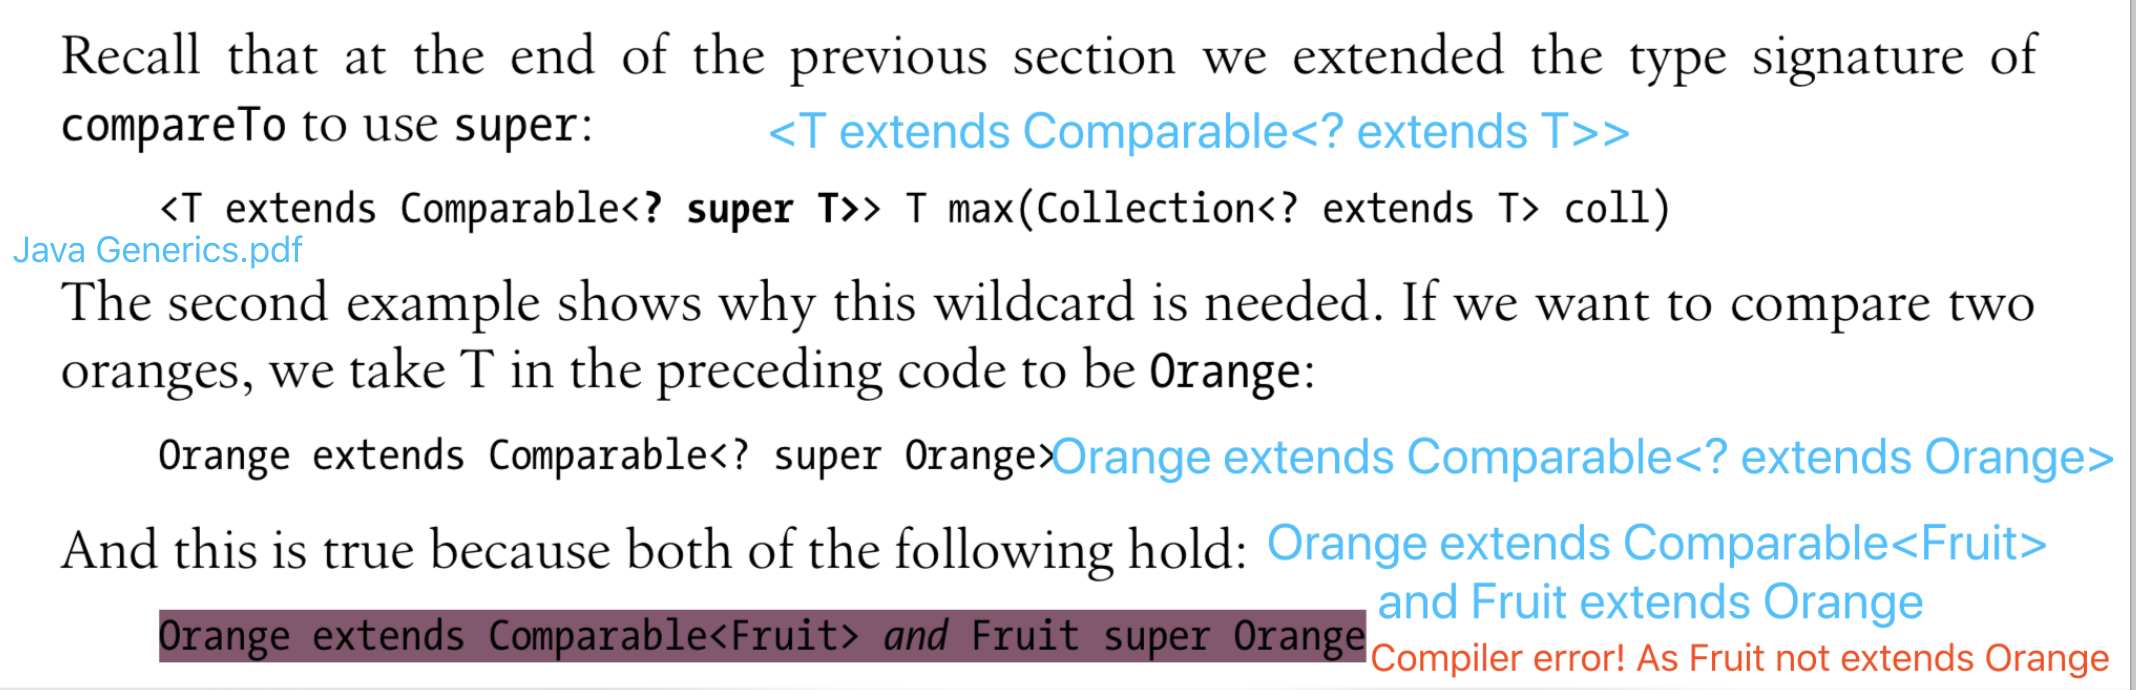 Recall that at the end of the previous section we extended the type signature of
compareTo to use super:
<T extends Comparable<? extends T>>
<T extends Comparable<? super T>> T max(Collection<? extends T> coll)
Java Generics.pdf
The second example shows why this wildcard is needed. If we want to compare two
oranges, we take T in the preceding code to be Orange:
Orange extends Comparable<? super Orange>
Orange extends Comparable<? extends Orange>
And this is true because both of the following hold:
Orange extends Comparable<Fruit>
and Fruit extends Orange
Orange extends Comparable<Fruit> and Fruit super Orange
Compiler error! As Fruit not extends Orange